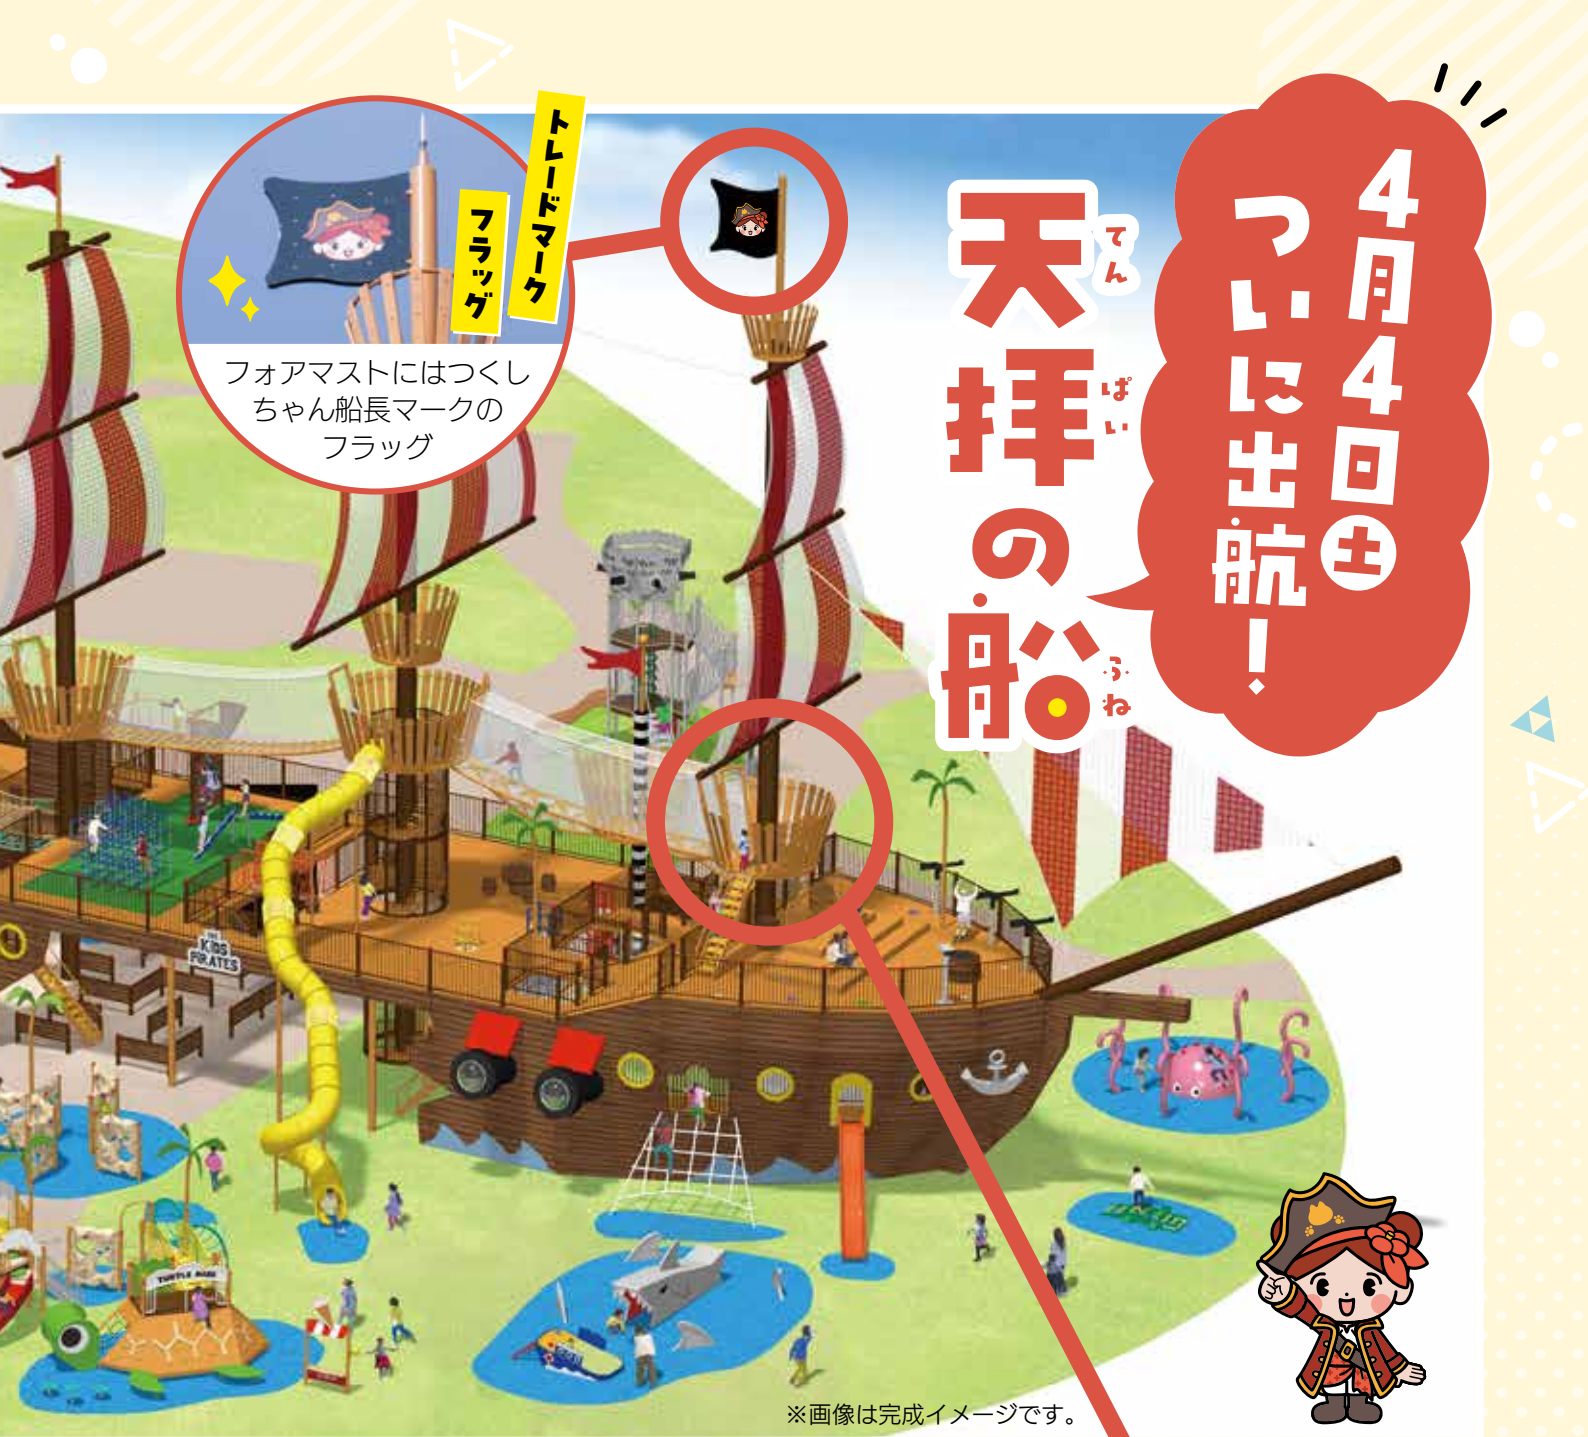 4月4日土
ついに出航!
天拝の船
てん
ぱい
ふね
トレードマーク
フラッグ
フォアマストにはつくし
ちゃん船長マークの
フラッグ
THE
KIDS
PIRATES
TURTLE MAZE
※画像は完成イメージです。